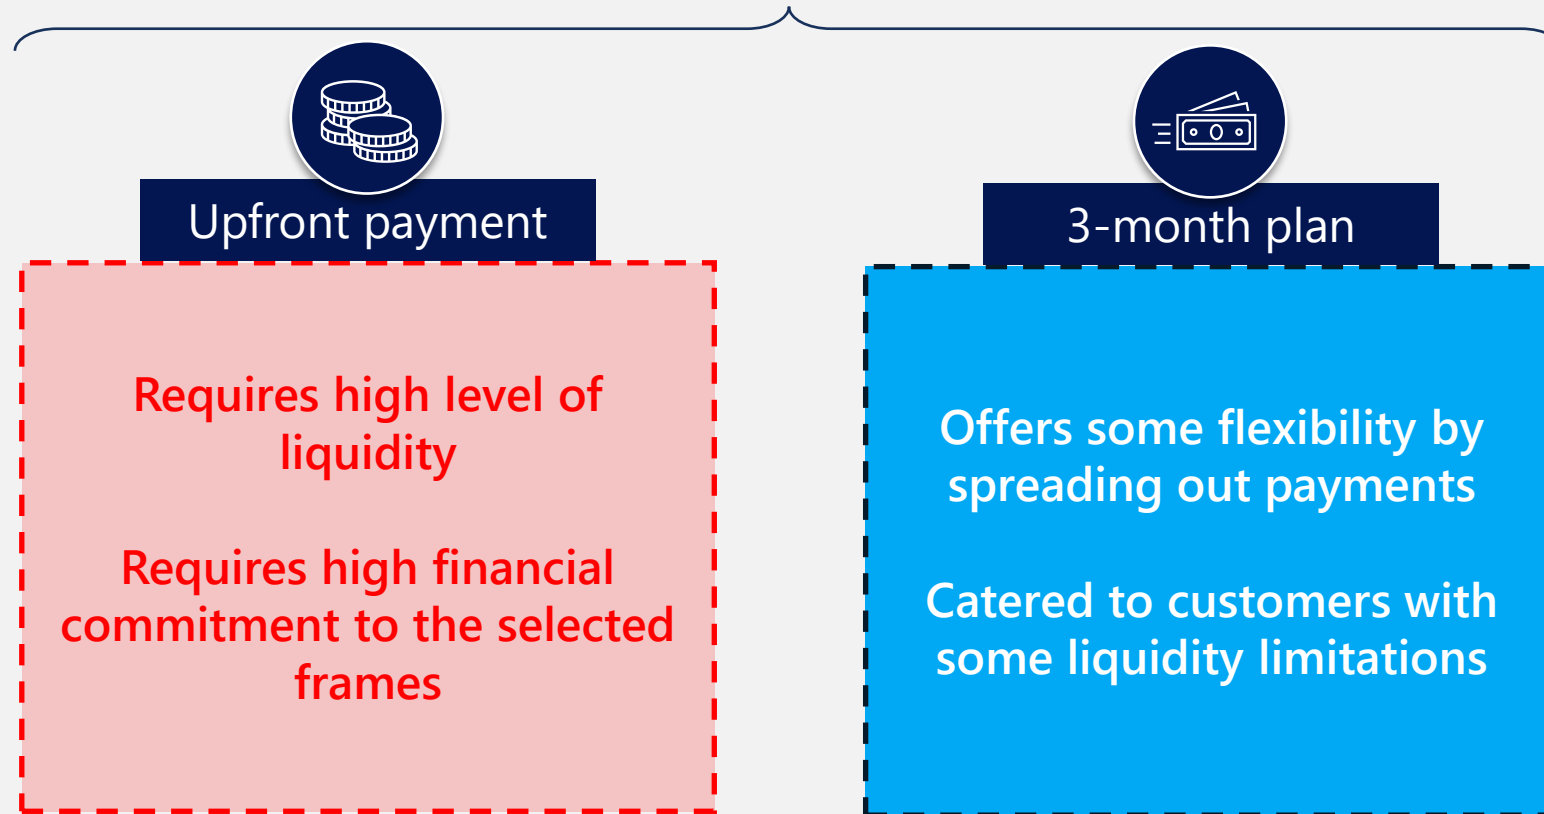 Upfront payment
Requires high level of
liquidity
Requires high financial
commitment to the selected
frames
3-month plan
Offers some flexibility by
spreading out payments
Catered to customers with
some liquidity limitations